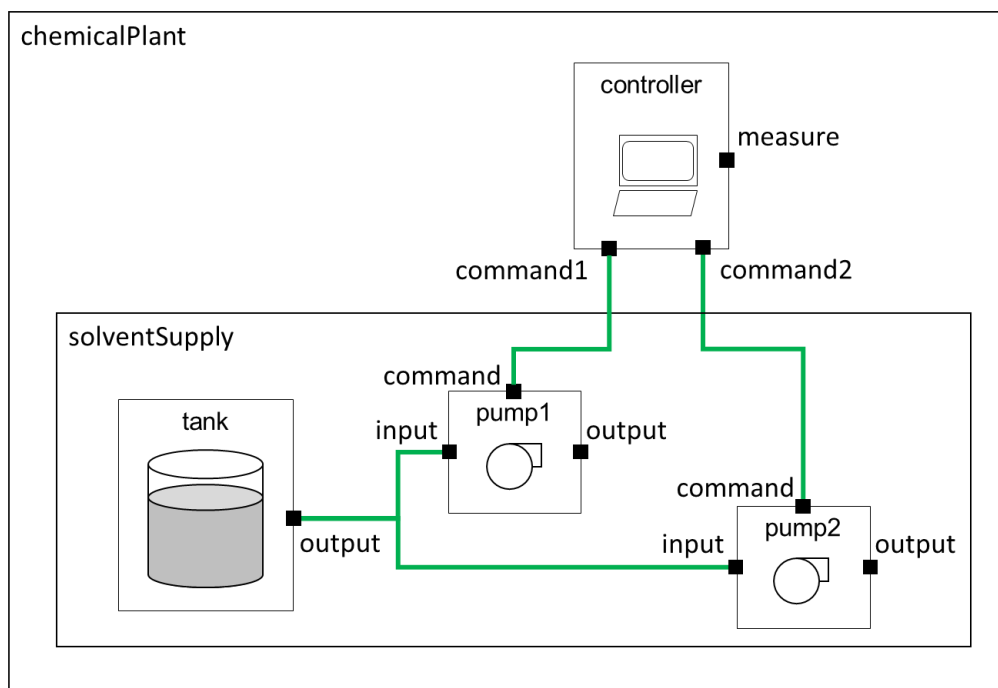 chemicalPlant
controller
measure
command1
command2
solventSupply
command
tank
pump1
input
output
command
output
pump2
input
output